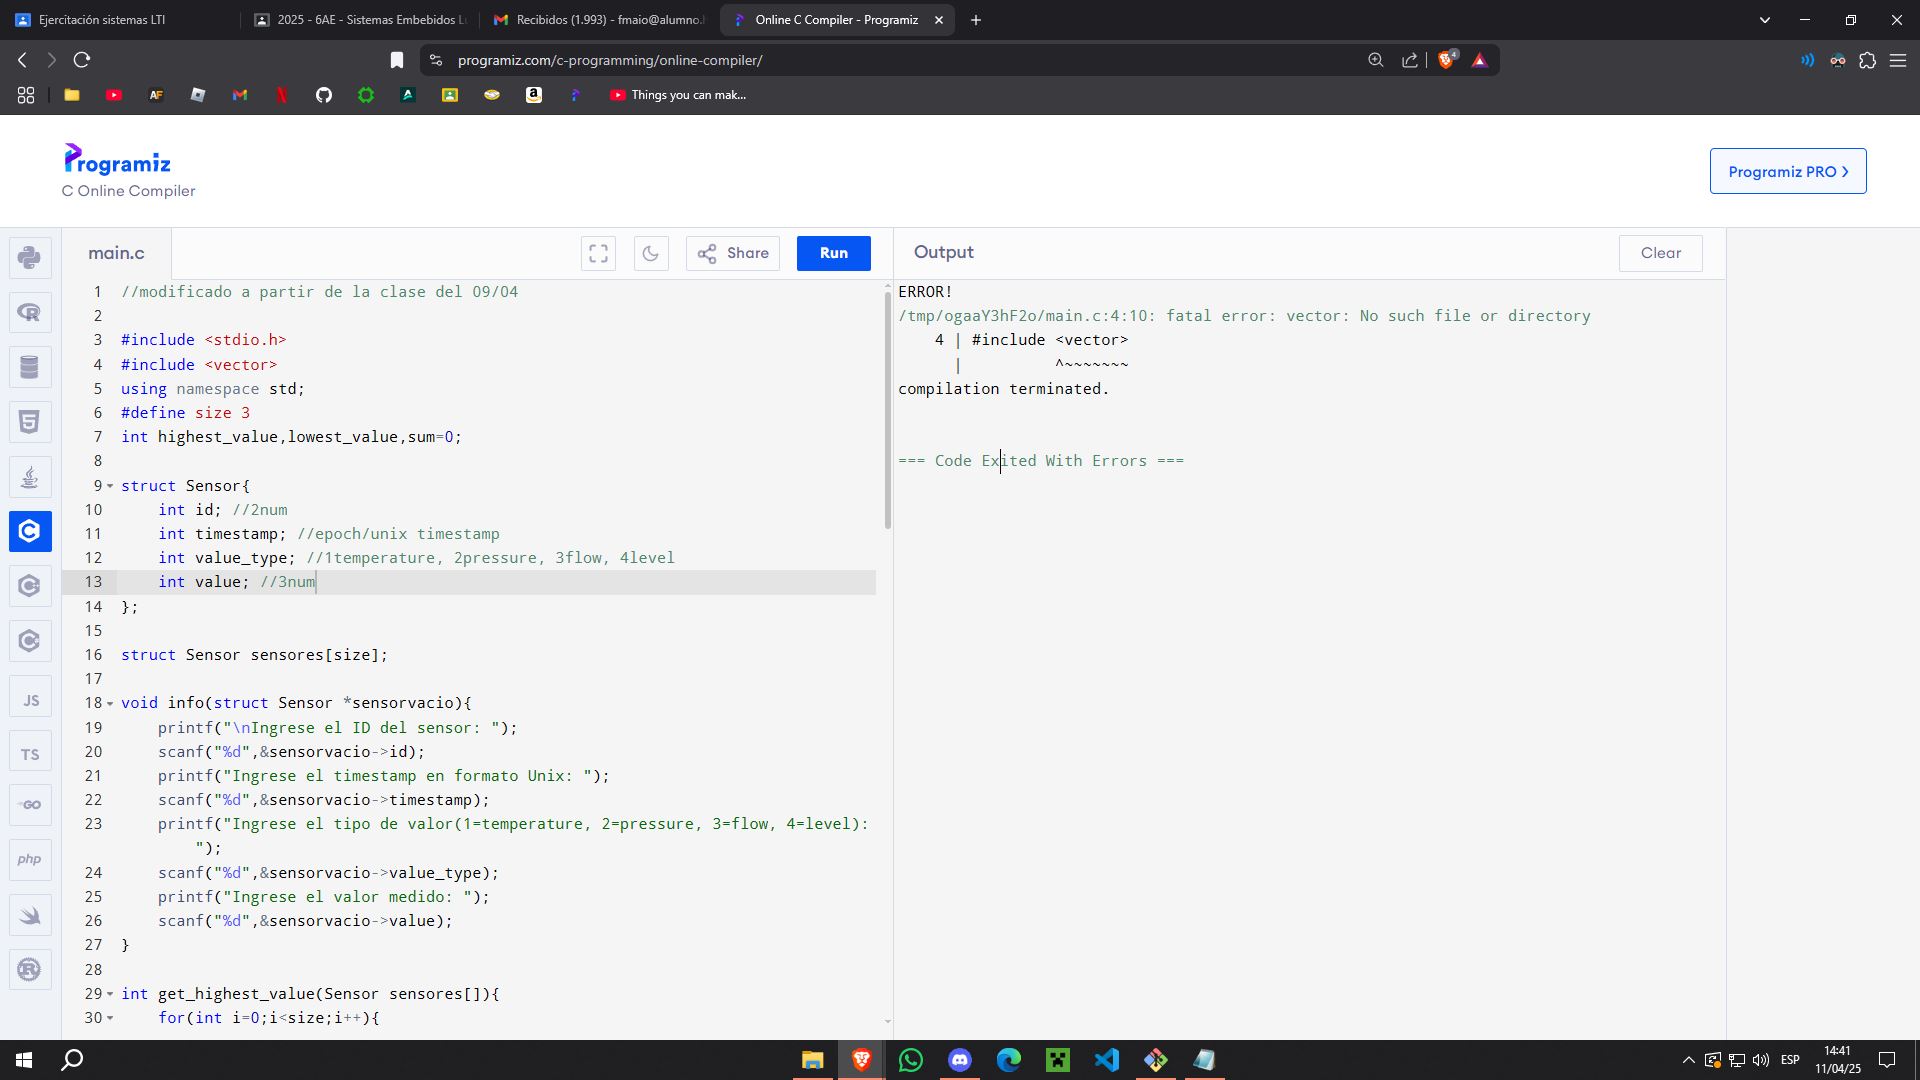 Ejercitación sistemas LTI
2025 - 6AE - Sistemas Embebidos
Recibidos (1.993) - fmaio@alumno.
Online C Compiler - Programiz
programiz.com/c-programming/online-compiler/
4
AF
Things you can mak...
Programiz
C Online Compiler
Programiz PRO
main.c
Share
Run
Output
Clear
1 //modificado a partir de la clase del 09/04
2
3 #include <stdio.h>
4 #include <vector>
5 using namespace std;
6 #define size 3
7 int highest_value,lowest_value,sum=0;
8
9 struct Sensor{
10 int id; //2num
11 int timestamp; //epoch/unix timestamp
12 int value_type; //1temperature, 2pressure, 3flow, 4level
13 int value; //3num
14 };
15
16 struct Sensor sensores[size];
17
18 void info(struct Sensor *sensorvacio){
19 printf("\nIngrese el ID del sensor: ");
20 scanf("%d",&sensorvacio->id);
21 printf("Ingrese el timestamp en formato Unix: ");
22 scanf("%d",&sensorvacio->timestamp);
23 printf("Ingrese el tipo de valor(1=temperature, 2=pressure, 3=flow, 4=level):
");
24 scanf("%d",&sensorvacio->value_type);
25 printf("Ingrese el valor medido: ");
26 scanf("%d",&sensorvacio->value);
27 }
28
29 int get_highest_value(Sensor sensores[]){
30 for(int i=0;i<size;i++){
ERROR!
/tmp/ogaaY3hF2o/main.c:4:10: fatal error: vector: No such file or directory
4 | #include <vector>
| ^~~~~~~~
compilation terminated.
=== Code Exited With Errors ===
JS
TS
GO
php
ESP
14:41
11/04/25